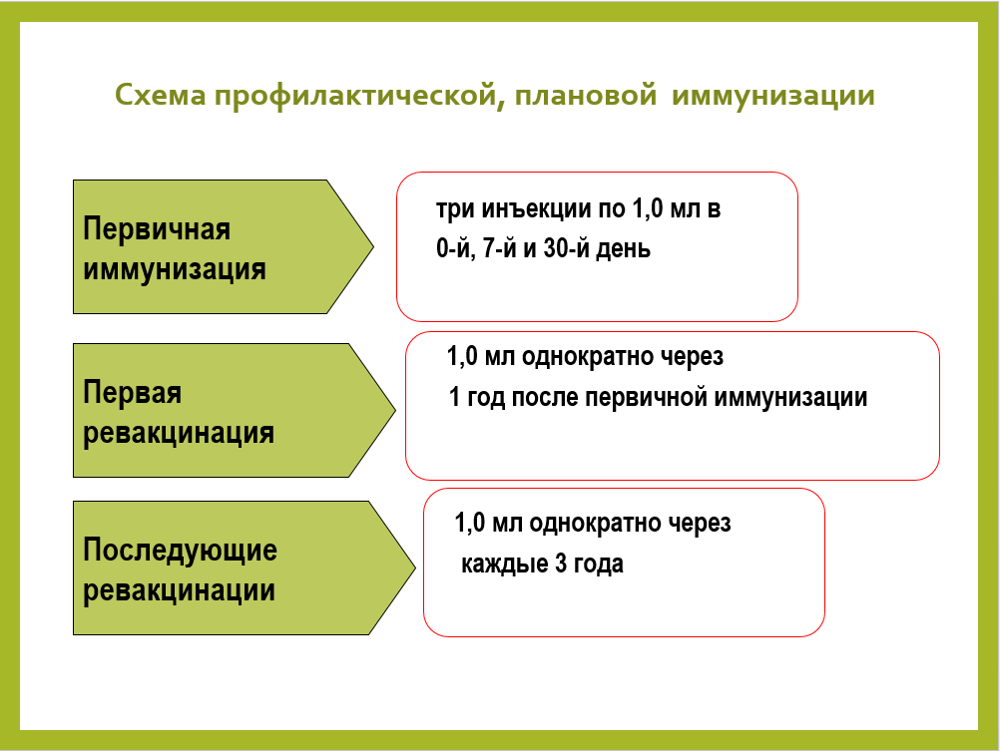 Схема профилактической, плановой иммунизации
Первичная
иммунизация
три инъекции по 1,0 мл в
0-й, 7-й и 30-й день
Первая
ревакцинация
1,0 мл однократно через
1 год после первичной иммунизации
Последующие
ревакцинации
1,0 мл однократно через
каждые 3 года